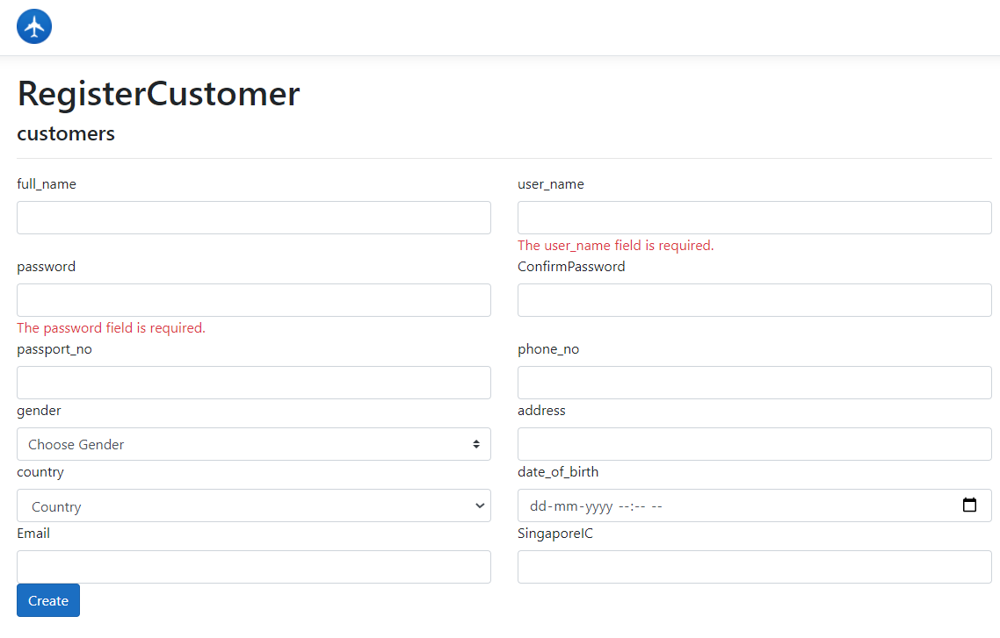 RegisterCustomer
customers
full_name
user_name
The user_name field is required.
password
ConfirmPassword
The password field is required.
passport_no
phone_no
gender
address
Choose Gender
country
date_of_birth
Country
dd-mm-yyyy --:-- --
Email
SingaporeIC
Create